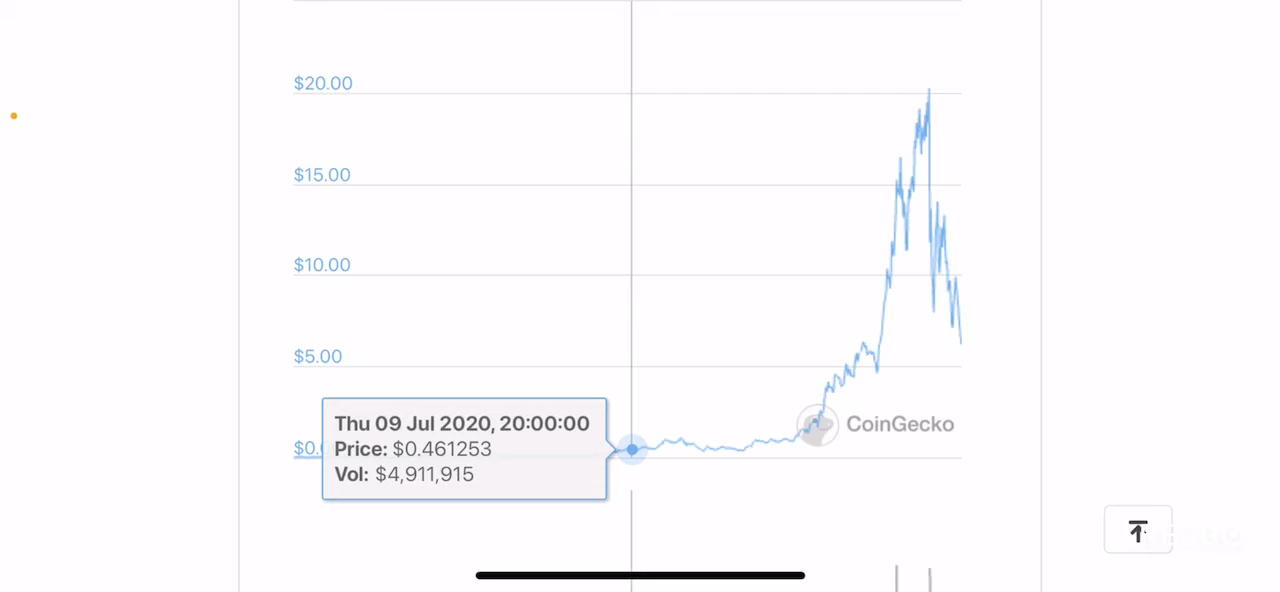 $20.00
$15.00
$10.00
$5.00
$0.
Thu 09 Jul 2020, 20:00:00
Price: $0.461253
Vol: $4,911,915
CoinGecko